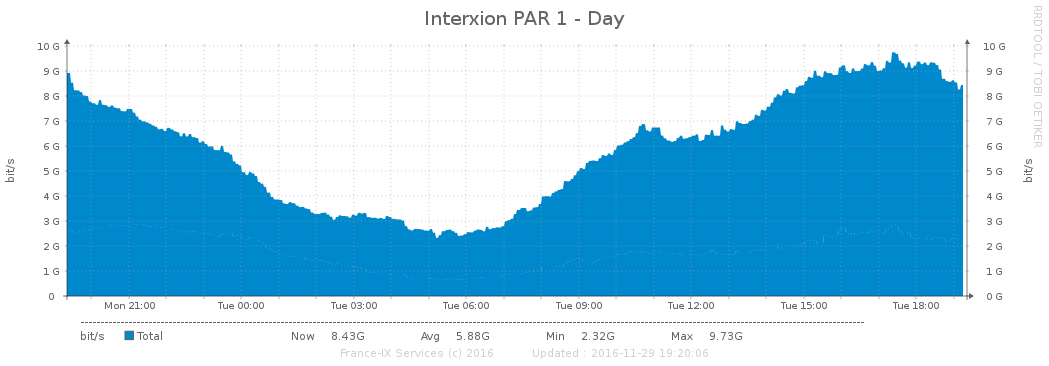 Interxion PAR 1 - Day
RRDTOOL / TOBI OETIKER
bit/s
bit/s
10 G 10 G
9 G 9 G
8 G 8 G
7 G 7 G
6 G 6 G
5 G 5 G
4 G 4 G
3 G 3 G
2 G 2 G
1 G 1 G
0 0 G
Mon 21:00 Tue 00:00 Tue 03:00 Tue 06:00 Tue 09:00 Tue 12:00 Tue 15:00 Tue 18:00
bit/s Total Now 8.43G Avg 5.88G Min 2.32G Max 9.73G
France-IX Services (c) 2016 Updated : 2016-11-29 19:20:06